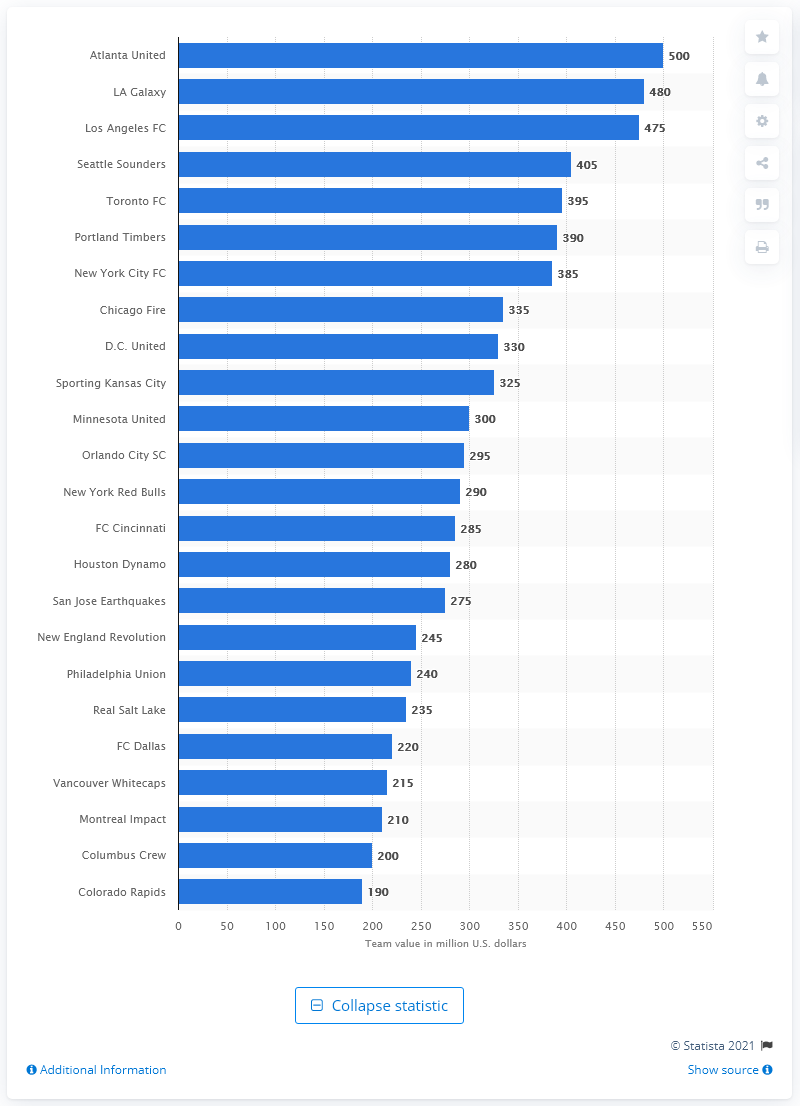 Atlanta United 500
LA Galaxy 480
Los Angeles FC 475
Seattle Sounders 405
Toronto FC 395
Portland Timbers 390
New York City FC 385
Chicago Fire 335
D.C. United 330
Sporting Kansas City 325
Minnesota United 300
Orlando City SC 295
New York Red Bulls 290
FC Cincinnati 285
Houston Dynamo 280
San Jose Earthquakes 275
New England Revolution 245
Philadelphia Union 240
Real Salt Lake 235
FC Dallas 220
Vancouver Whitecaps 215
Montreal Impact 210
Columbus Crew 200
Colorado Rapids 190
0 50 100 150 200 250 300 350 400 450 500 550
Team value in million U.S. dollars
Collapse statistic
© Statista 2021
Additional Information Show source